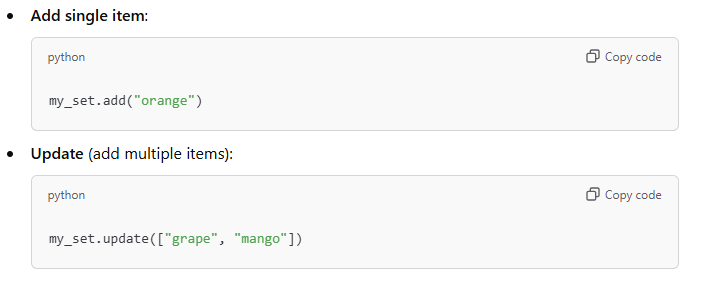 Add single item:
python Copy code
my_set.add("orange")
Update (add multiple items):
python Copy code
my_set.update(["grape", "mango"])